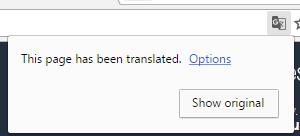 This page has been translated. Options
Show original